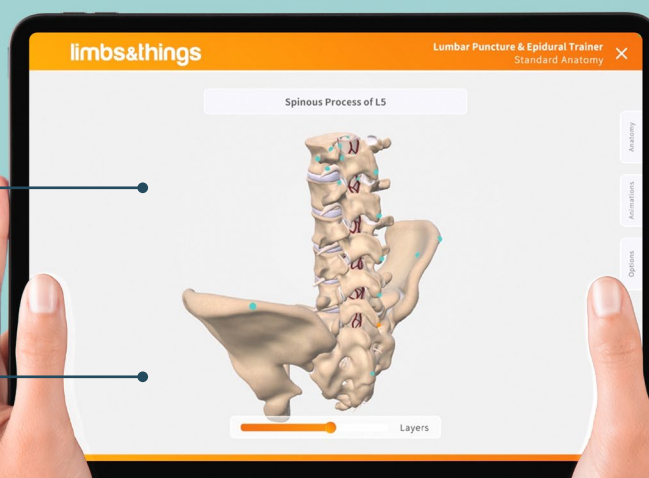 limbs&things
Lumbar Puncture & Epidural Trainer
Standard Anatomy
Spinous Process of L5
Anatomy
Animations
Options
Layers